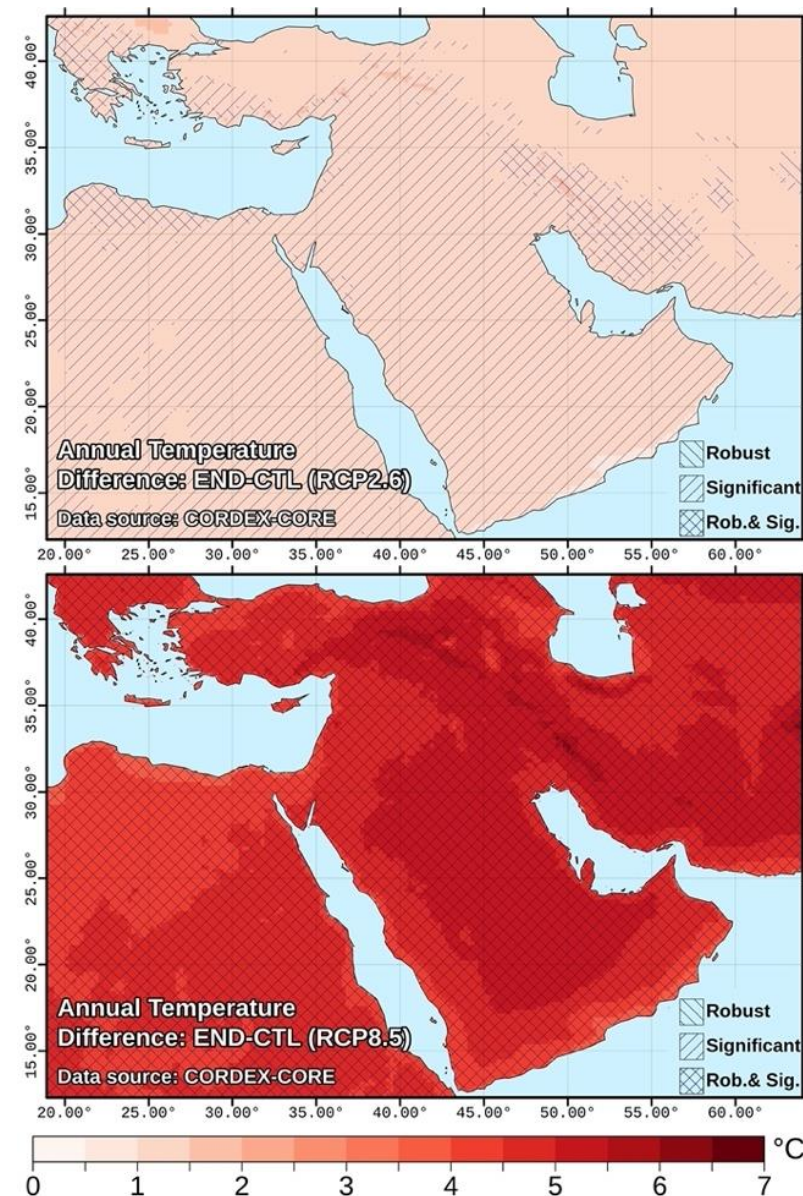 40.00°
35.00°
30.00°
25.00°
20.00°
15.00°
Annual Temperature
Difference: END-CTL (RCP2.6)
Data source: CORDEX-CORE
Robust
Significant
Rob.& Sig.
20.00° 25.00° 30.00° 35.00° 40.00° 45.00° 50.00° 55.00° 60.00°
40.00°
35.00°
30.00°
25.00°
20.00°
15.00°
Annual Temperature
Difference: END-CTL (RCP8.5)
Data source: CORDEX-CORE
Robust
Significant
Rob.& Sig.
20.00° 25.00° 30.00° 35.00° 40.00° 45.00° 50.00° 55.00° 60.00°
°C
0 1 2 3 4 5 6 7